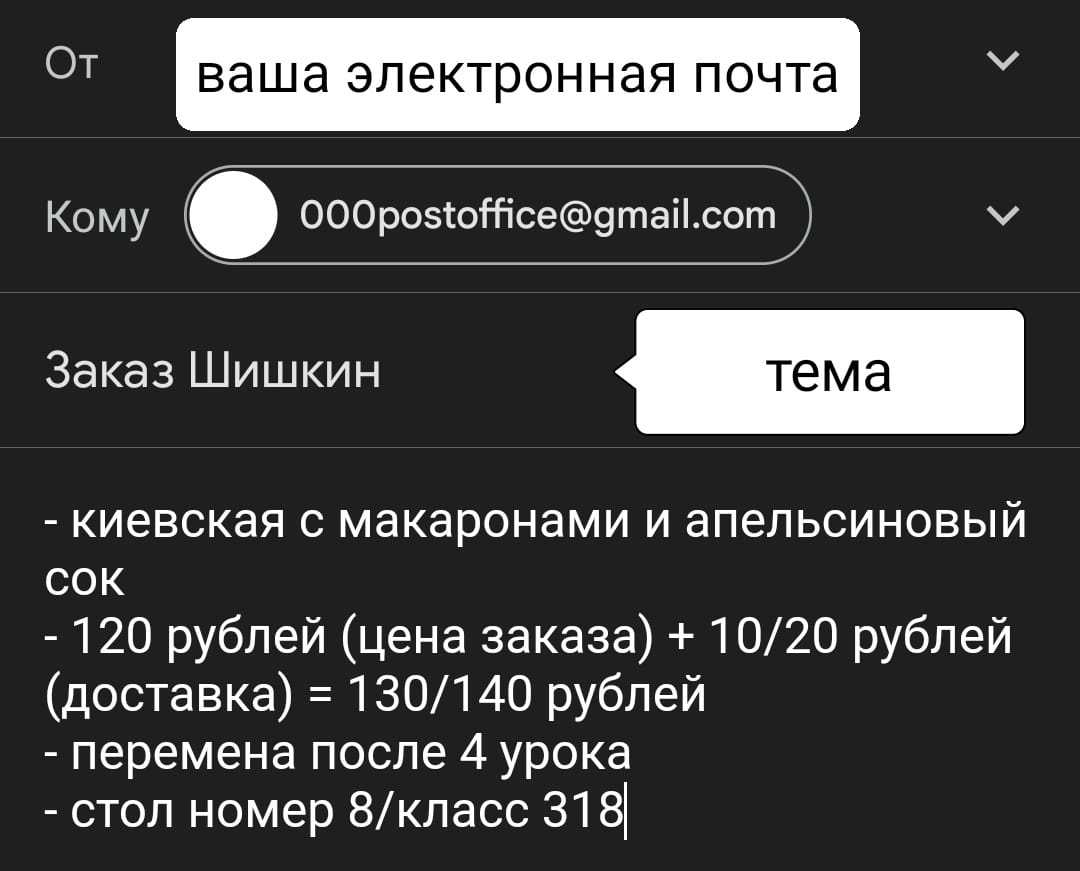 От ваша электронная почта
Кому 000postoffice@gmail.com
Заказ Шишкин тема
- киевская с макаронами и апельсиновый
сок
- 120 рублей (цена заказа) + 10/20 рублей
(доставка) = 130/140 рублей
- перемена после 4 урока
- стол номер 8/класс 318